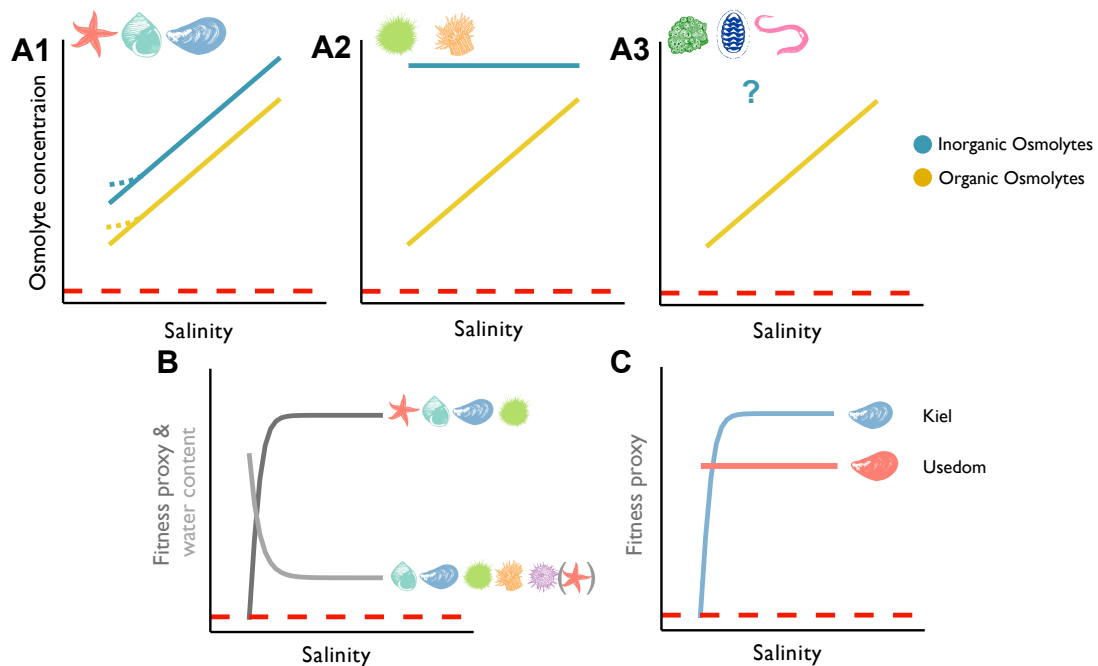 A1
A2
A3
?
Osmolyte concentraion
Inorganic Osmolytes
Organic Osmolytes
Salinity
Salinity
Salinity
B
C
Fitness proxy &
water content
( )
Fitness proxy
Kiel
Usedom
Salinity
Salinity